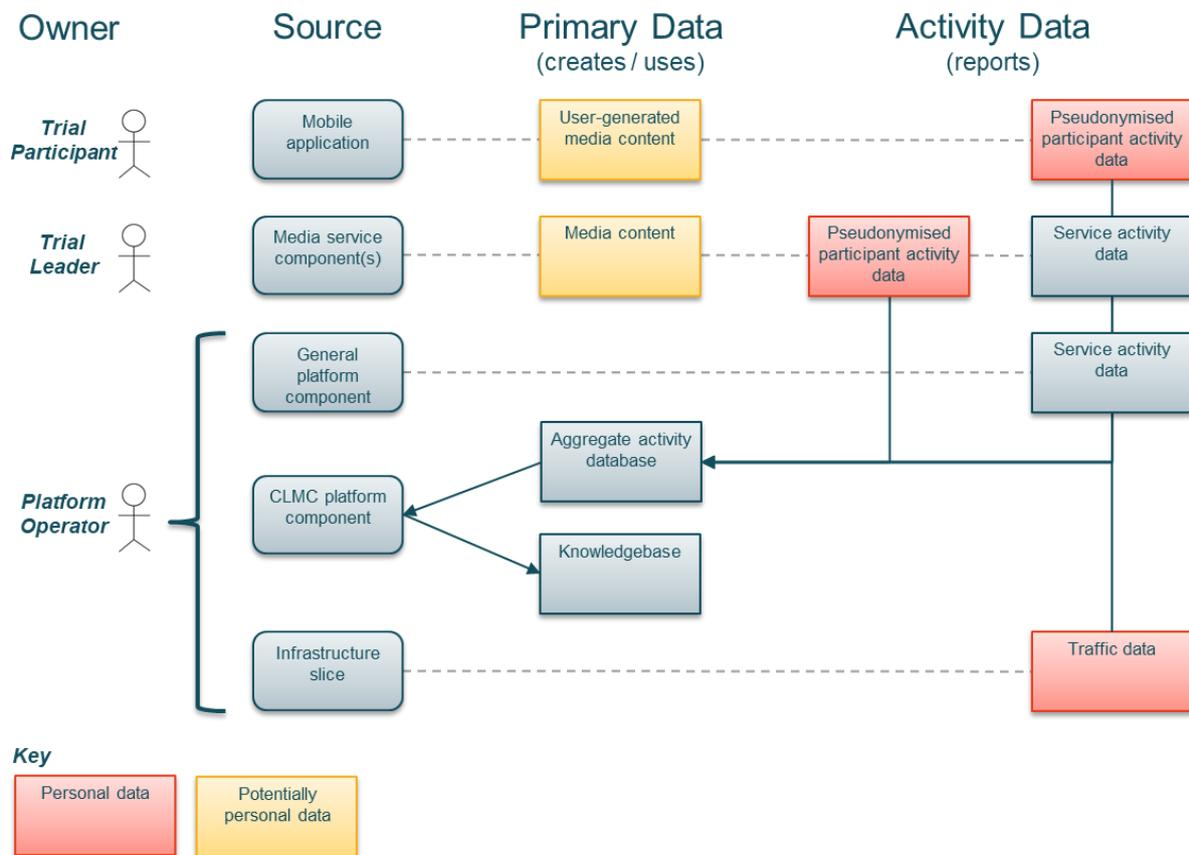 Owner
Source
Primary Data
(creates / uses)
Activity Data
(reports)
Trial
Participant
Mobile
application
User-generated
media content
Pseudonymised
participant activity
data
Trial
Leader
Media service
component(s)
Media content
Pseudonymised
participant activity
data
Service activity
data
General
platform
component
Service activity
data
Aggregate activity
database
Platform
Operator
CLMC platform
component
Knowledgebase
Infrastructure
slice
Traffic data
Key
Personal data
Potentially
personal data